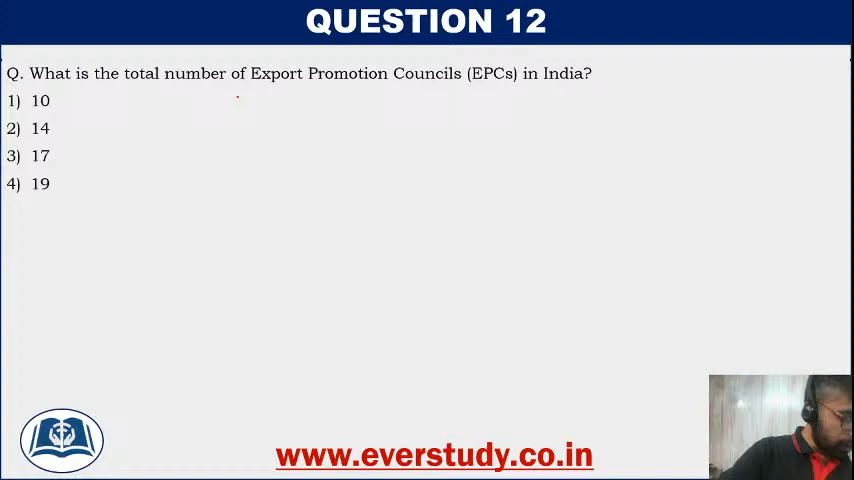 QUESTION 12
Q. What is the total number of Export Promotion Councils (EPCs) in India?
1) 10
2) 14
3) 17
4) 19
www.everstudy.co.in